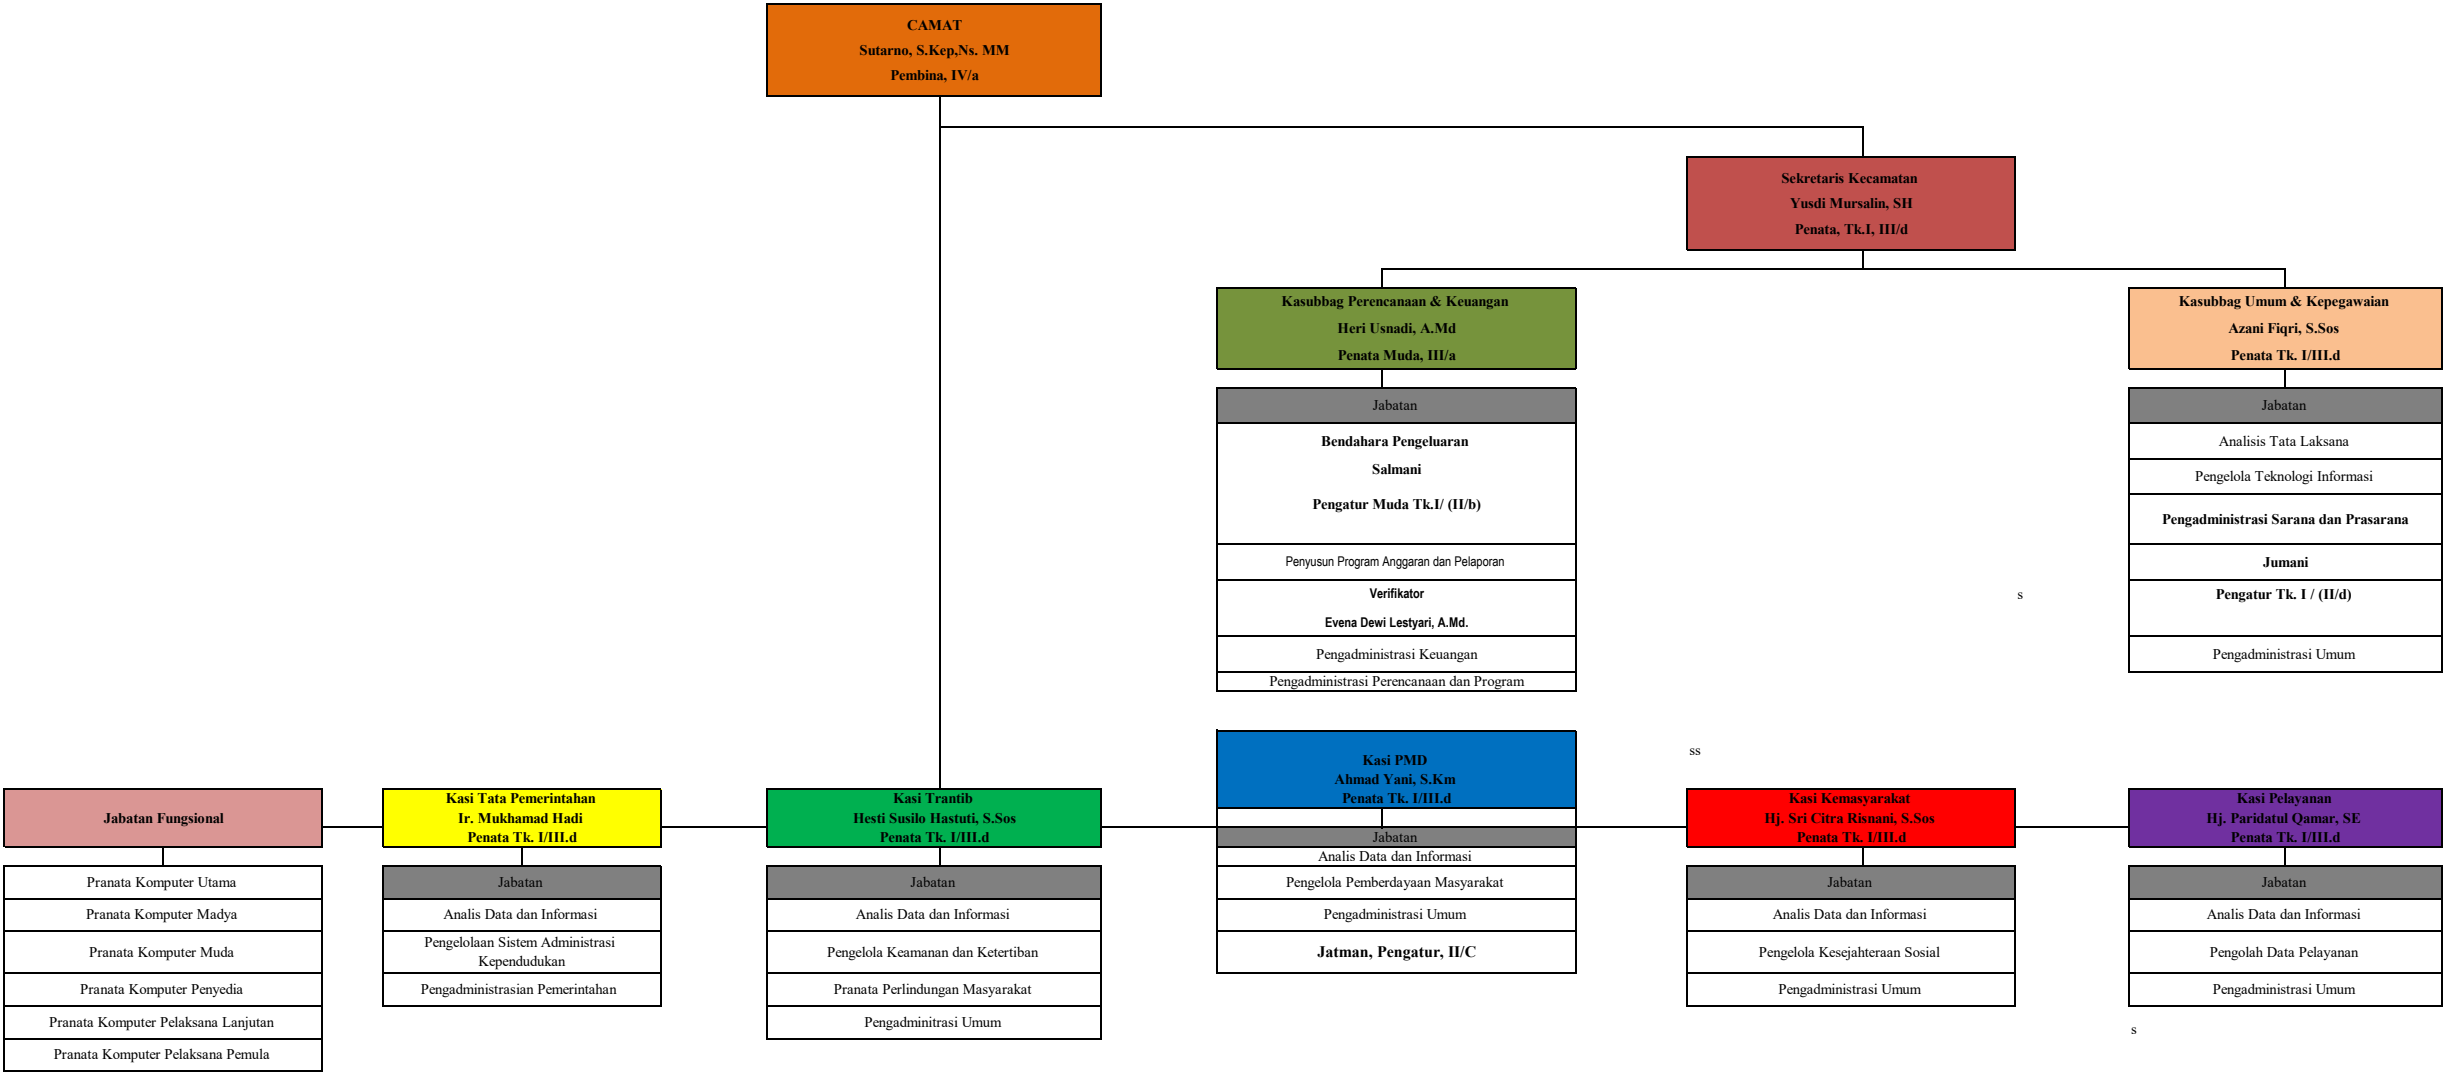 CAMAT
Sutarno, S.Kep,Ns. MM
Pembina, IV/a
Sekretaris Kecamatan
Yusdi Mursalin, SH
Penata, Tk.I, III/d
Kasubbag Perencanaan & Keuangan
Heri Usnadi, A.Md
Penata Muda, III/a
Jabatan
Bendahara Pengeluaran
Salmani
Pengatur Muda Tk.I/ (II/b)
Penyusun Program Anggaran dan Pelaporan
Verifikator
Evena Dewi Lestyari, A.Md.
Pengadministrasi Keuangan
Pengadministrasi Perencanaan dan Program
Kasubbag Umum & Kepegawaian
Azani Fiqri, S.Sos
Penata Tk. I/III.d
Jabatan
Analisis Tata Laksana
Pengelola Teknologi Informasi
Pengadministrasi Sarana dan Prasarana
Jumani
Pengatur Tk. I / (II/d)
Pengadministrasi Umum
s
ss
Jabatan Fungsional
Pranata Komputer Utama
Pranata Komputer Madya
Pranata Komputer Muda
Pranata Komputer Penyedia
Pranata Komputer Pelaksana Lanjutan
Pranata Komputer Pelaksana Pemula
Kasi Tata Pemerintahan
Ir. Mukhamad Hadi
Penata Tk. I/III.d
Jabatan
Analis Data dan Informasi
Pengelolaan Sistem Administrasi
Kependudukan
Pengadministrasian Pemerintahan
Kasi Trantib
Hesti Susilo Hastuti, S.Sos
Penata Tk. I/III.d
Jabatan
Analis Data dan Informasi
Pengelola Keamanan dan Ketertiban
Pranata Perlindungan Masyarakat
Pengadminitrasi Umum
Kasi PMD
Ahmad Yani, S.Km
Penata Tk. I/III.d
Jabatan
Analis Data dan Informasi
Pengelola Pemberdayaan Masyarakat
Pengadministrasi Umum
Jatman, Pengatur, II/C
Kasi Kemasyarakat
Hj. Sri Citra Risnani, S.Sos
Penata Tk. I/III.d
Jabatan
Analis Data dan Informasi
Pengelola Kesejahteraan Sosial
Pengadministrasi Umum
Kasi Pelayanan
Hj. Paridatul Qamar, SE
Penata Tk. I/III.d
Jabatan
Analis Data dan Informasi
Pengolah Data Pelayanan
Pengadministrasi Umum
s